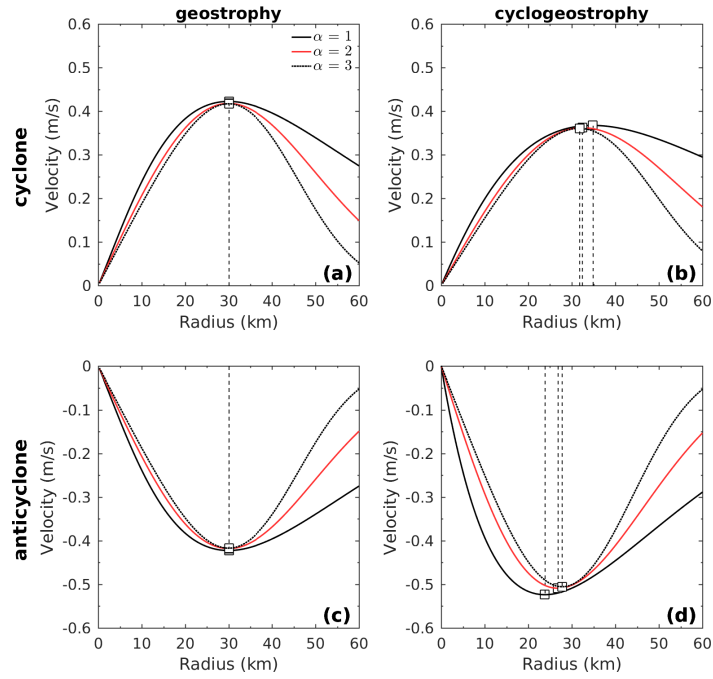 geostrophy
cyclogeostrophy
cyclone
Velocity (m/s)
0.6
0.5
0.4
0.3
0.2
0.1
0
α = 1
α = 2
α = 3
(a)
0 10 20 30 40 50 60
Radius (km)
Velocity (m/s)
0.6
0.5
0.4
0.3
0.2
0.1
0
(b)
0 10 20 30 40 50 60
Radius (km)
anticyclone
Velocity (m/s)
0
-0.1
-0.2
-0.3
-0.4
-0.5
-0.6
(c)
0 10 20 30 40 50 60
Radius (km)
Velocity (m/s)
0
-0.1
-0.2
-0.3
-0.4
-0.5
-0.6
(d)
0 10 20 30 40 50 60
Radius (km)